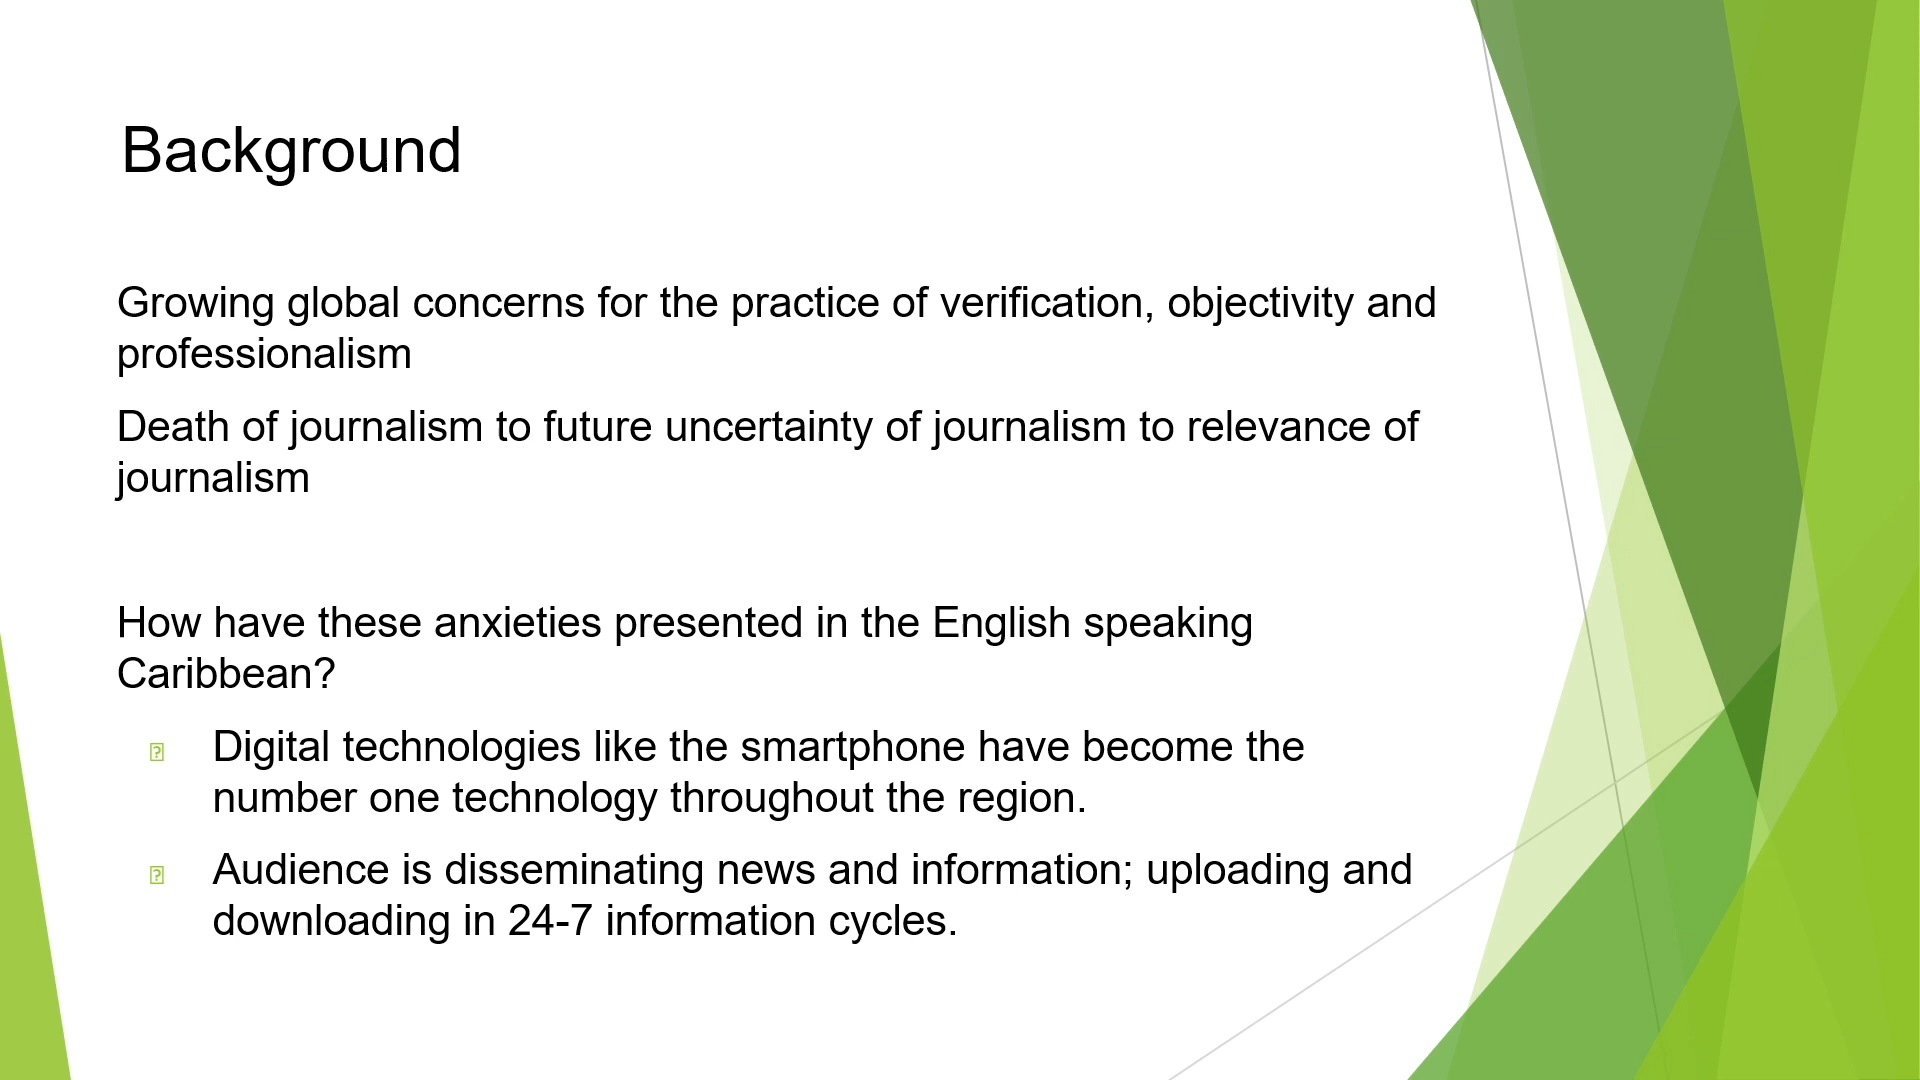 Background
Growing global concerns for the practice of verification, objectivity and
professionalism
Death of journalism to future uncertainty of journalism to relevance of
journalism
How have these anxieties presented in the English speaking
Caribbean?
Digital technologies like the smartphone have become the
number one technology throughout the region.
Audience is disseminating news and information; uploading and
downloading in 24-7 information cycles.